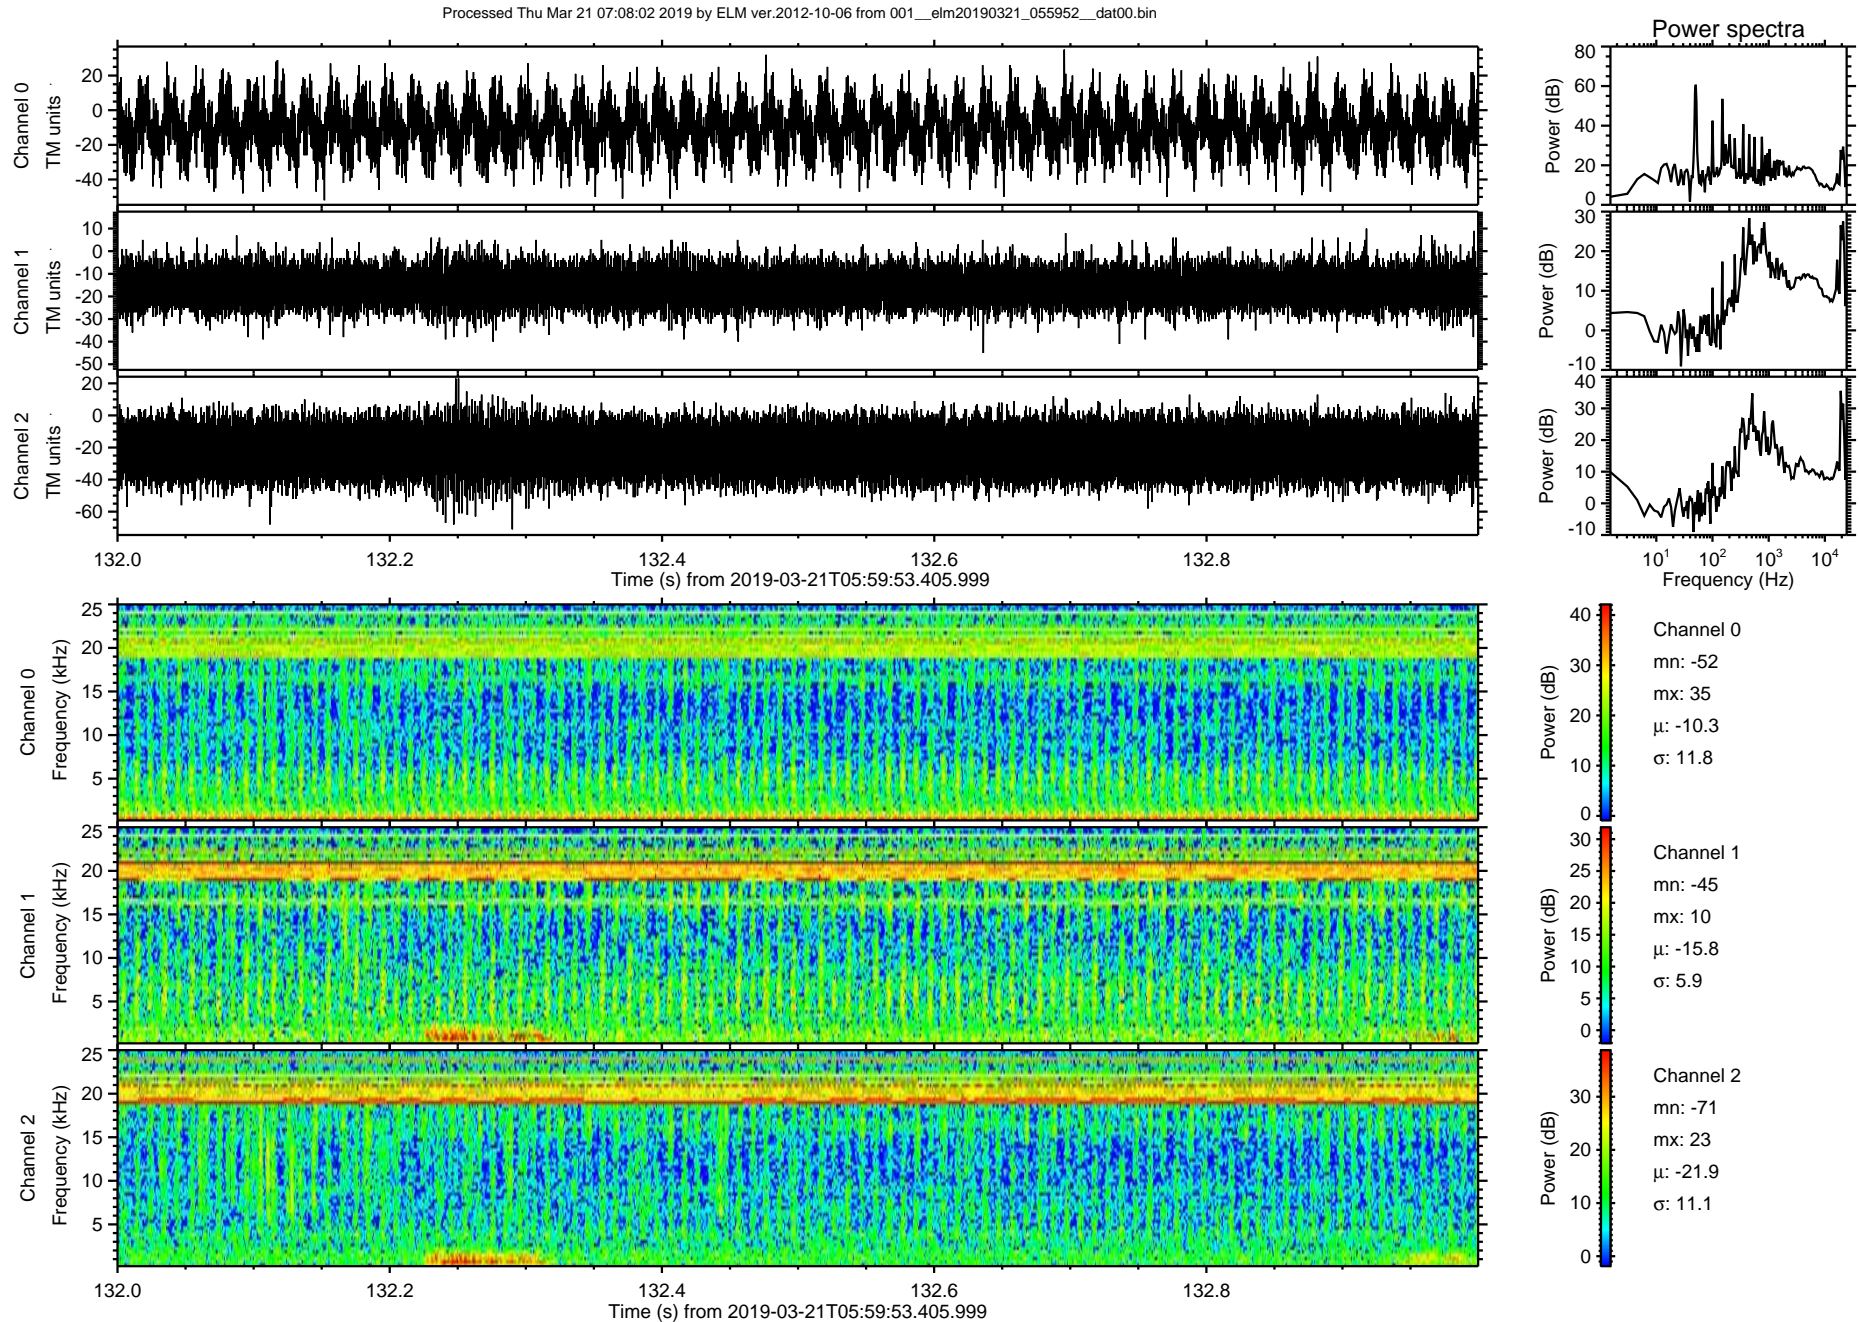 Processed Thu Mar 21 07:08:02 2019 by ELM ver.2012-10-06 from 001__elm20190321_055952__dat00.bin
Power spectra
Channel 0
TM units
20
0
-20
-40
Power (dB)
80
60
40
20
0
Channel 1
TM units
10
0
-10
-20
-30
-40
-50
Power (dB)
30
20
10
0
-10
Channel 2
TM units
20
0
-20
-40
-60
Power (dB)
40
30
20
10
0
-10
132.0 132.2 132.4 132.6 132.8
Time (s) from 2019-03-21T05:59:53.405.999
10^1 10^2 10^3 10^4
Frequency (Hz)
Channel 0
Frequency (kHz)
25
20
15
10
5
Power (dB)
40
30
20
10
0
Channel 0
mn: -52
mx: 35
μ: -10.3
σ: 11.8
Channel 1
Frequency (kHz)
25
20
15
10
5
Power (dB)
30
25
20
15
10
5
0
Channel 1
mn: -45
mx: 10
μ: -15.8
σ: 5.9
Channel 2
Frequency (kHz)
25
20
15
10
5
Power (dB)
30
20
10
0
Channel 2
mn: -71
mx: 23
μ: -21.9
σ: 11.1
132.0 132.2 132.4 132.6 132.8
Time (s) from 2019-03-21T05:59:53.405.999